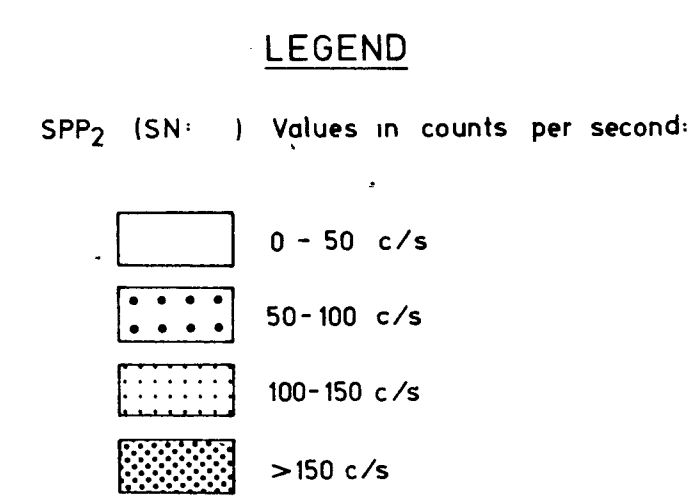 LEGEND
SPP2 (SN:    ) Values in counts per second:
0 - 50 c/s
50-100 c/s
100-150 c/s
>150 c/s